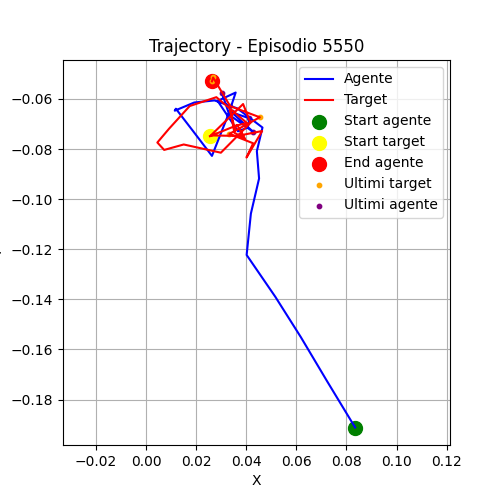 Trajectory - Episodio 5550
Agente
Target
Start agente
Start target
End agente
Ultimi target
Ultimi agente
−0.06
−0.08
−0.10
−0.12
−0.14
−0.16
−0.18
−0.02
0.00
0.02
0.04
0.06
0.08
0.10
0.12
X